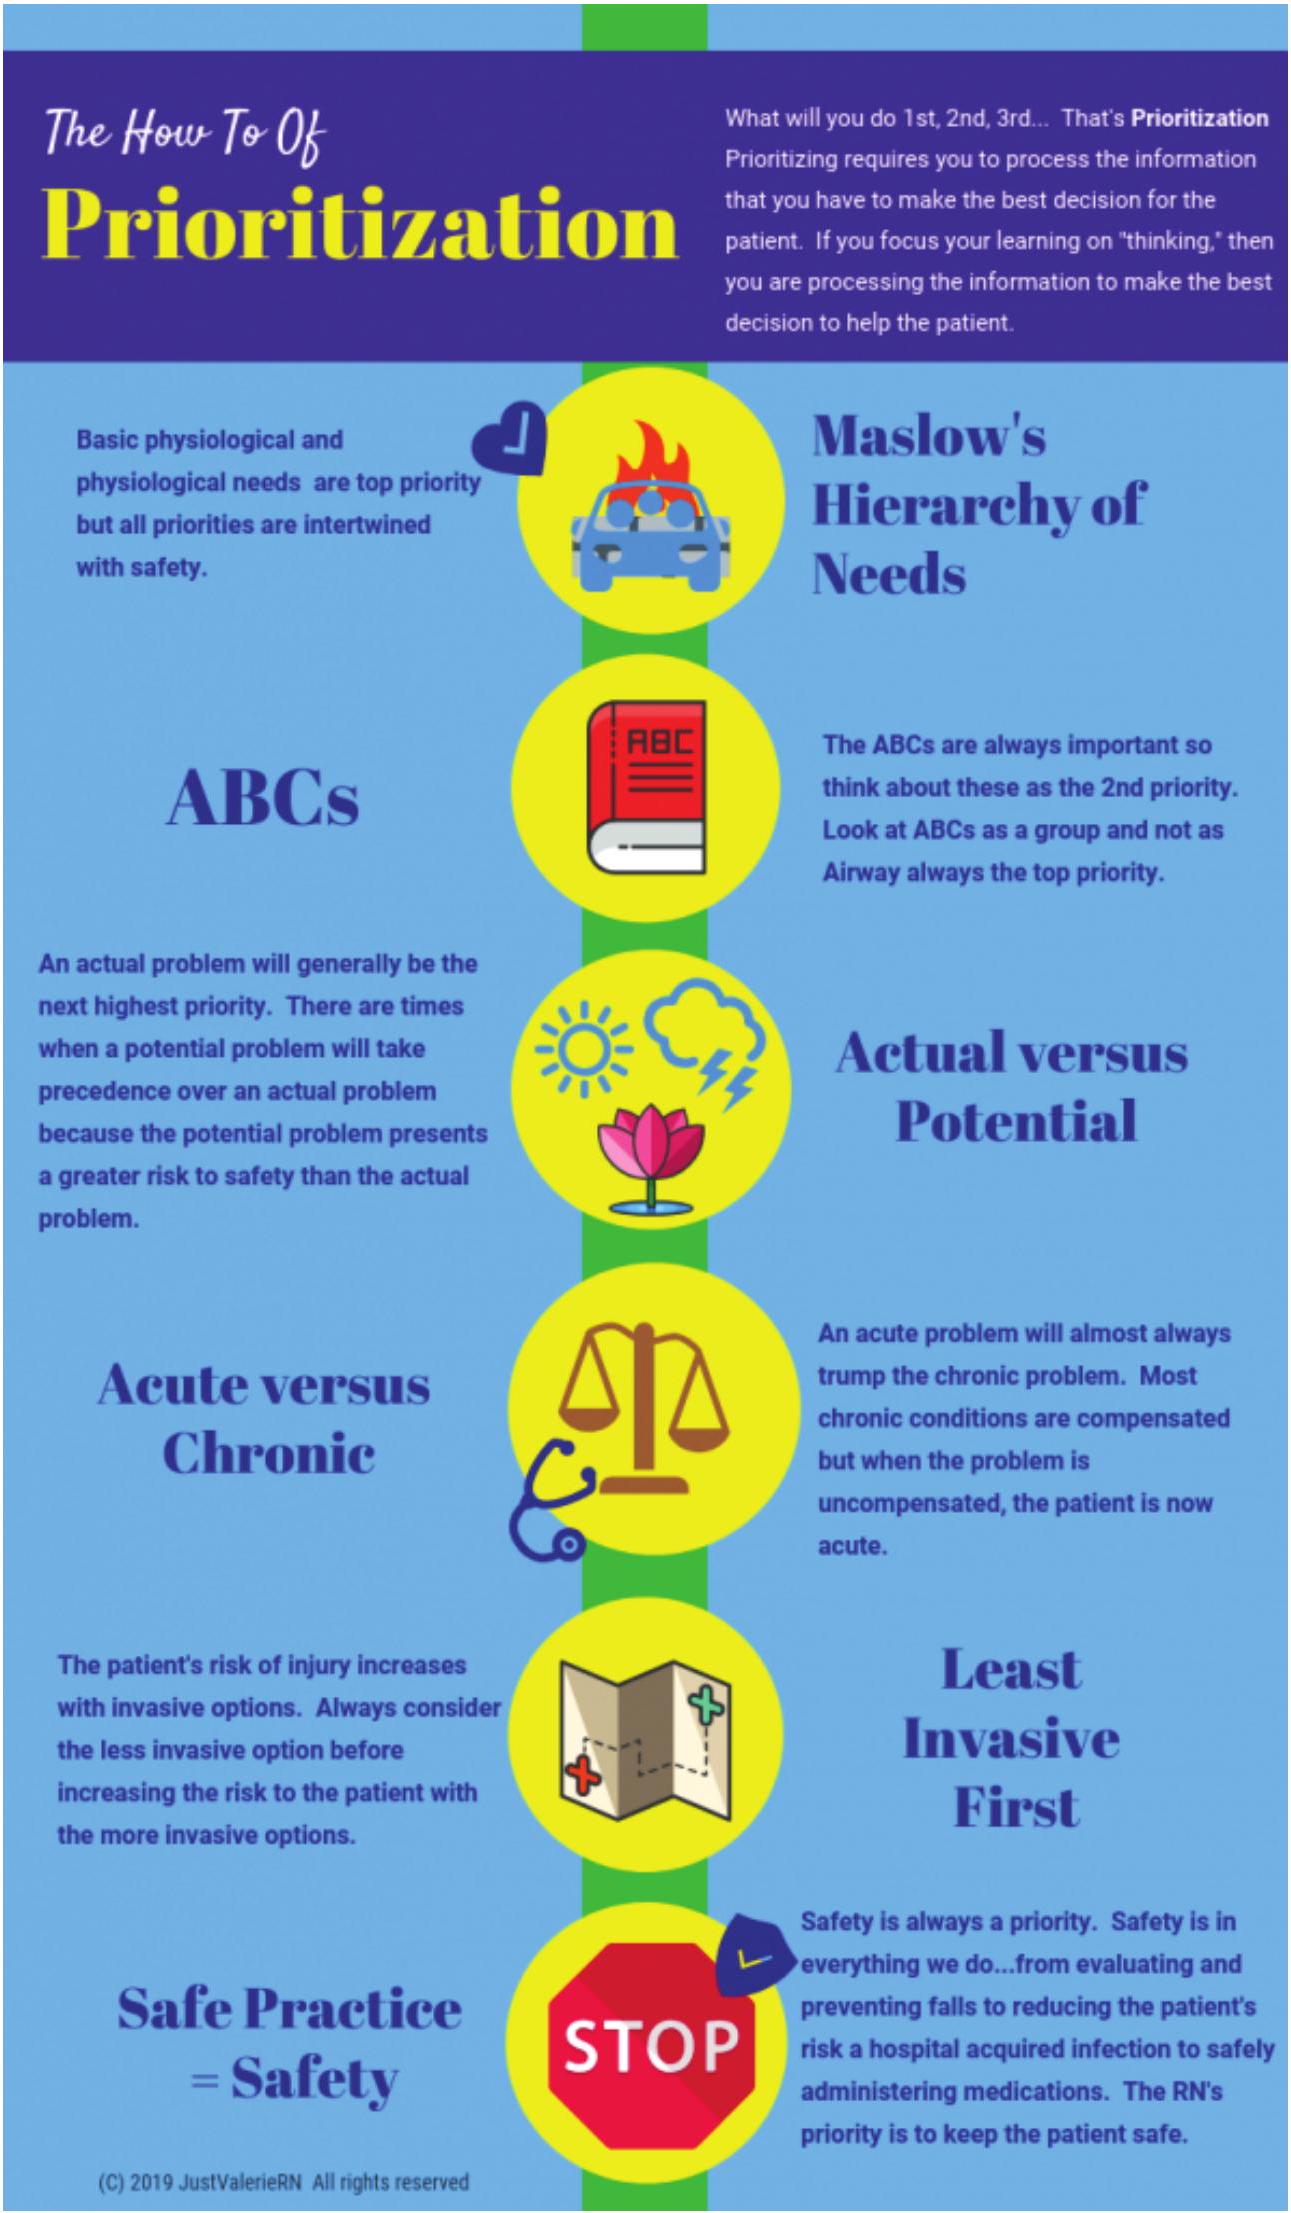 The How To Of
Prioritization
What will you do 1st, 2nd, 3rd... That's Prioritization
Prioritizing requires you to process the information
that you have to make the best decision for the
patient. If you focus your learning on "thinking," then
you are processing the information to make the best
decision to help the patient.
Basic physiological and
physiological needs are top priority
but all priorities are intertwined
with safety.
Maslow's
Hierarchy of
Needs
ABCs
ABC
The ABCs are always important so
think about these as the 2nd priority.
Look at ABCs as a group and not as
Airway always the top priority.
An actual problem will generally be the
next highest priority. There are times
when a potential problem will take
precedence over an actual problem
because the potential problem presents
a greater risk to safety than the actual
problem.
Actual versus
Potential
Acute versus
Chronic
An acute problem will almost always
trump the chronic problem. Most
chronic conditions are compensated
but when the problem is
uncompensated, the patient is now
acute.
The patient's risk of injury increases
with invasive options. Always consider
the less invasive option before
increasing the risk to the patient with
the more invasive options.
Least
Invasive
First
Safe Practice
= Safety
STOP
Safety is always a priority. Safety is in
everything we do...from evaluating and
preventing falls to reducing the patient's
risk a hospital acquired infection to safely
administering medications. The RN's
priority is to keep the patient safe.
(C) 2019 JustValerieRN All rights reserved